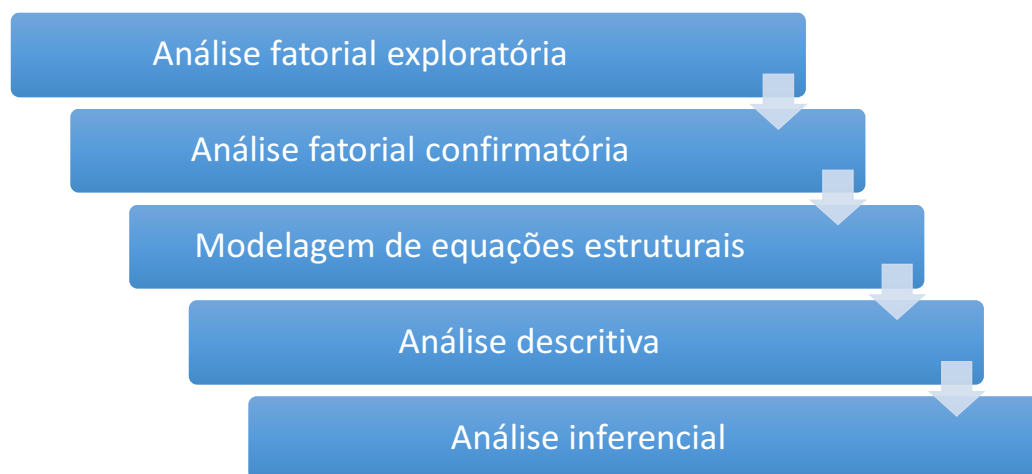 Análise fatorial exploratória
Análise fatorial confirmatória
Modelagem de equações estruturais
Análise descritiva
Análise inferencial